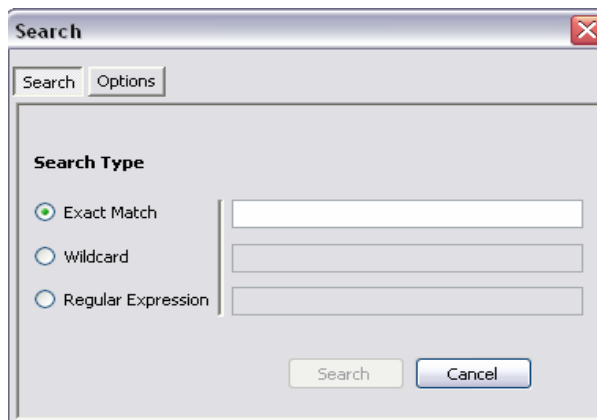 Search
Search Options
Search Type
Exact Match
Wildcard
Regular Expression
Search Cancel